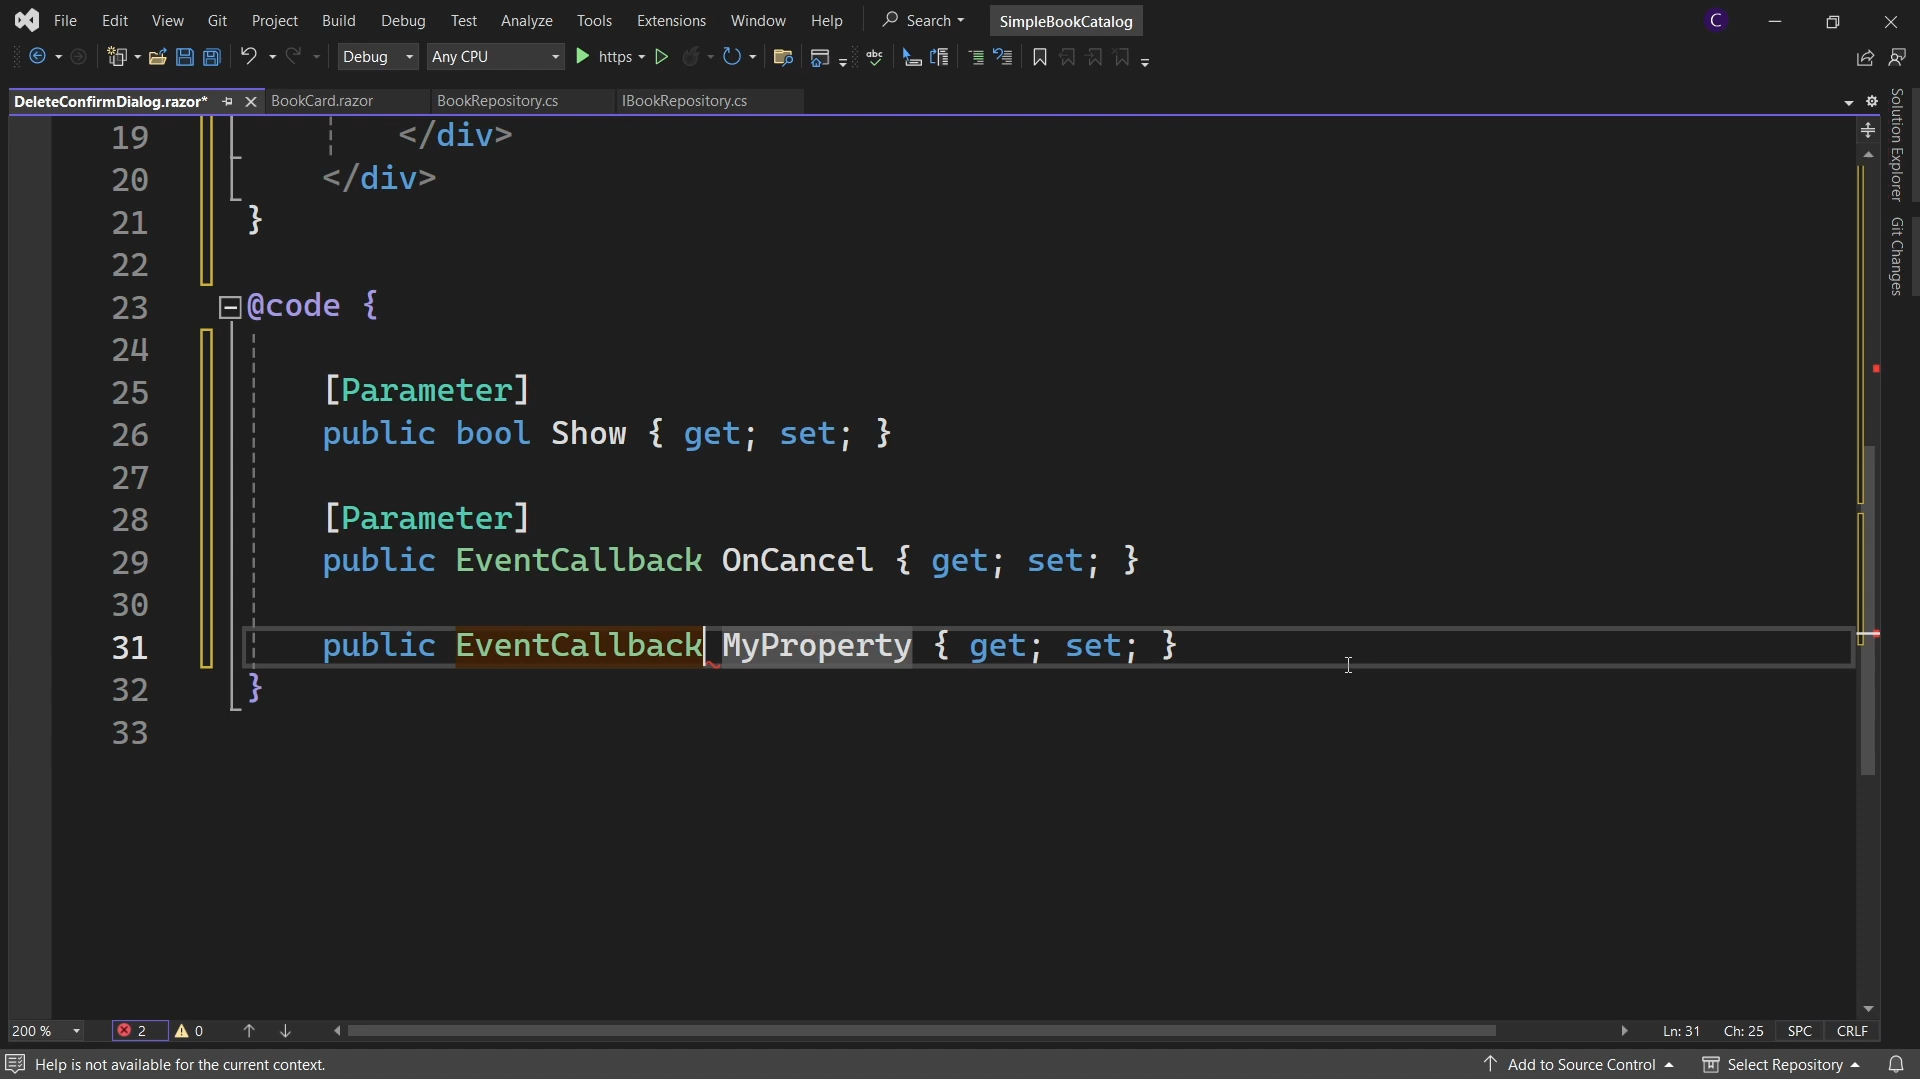 File Edit View Git Project Build Debug Test Analyze Tools Extensions Window Help Search SimpleBookCatalog C
Debug Any CPU https abc
DeleteConfirmDialog.razor* BookCard.razor BookRepository.cs IBookRepository.cs
19 </div>
20 </div>
21 }
22
23 @code {
24
25 [Parameter]
26 public bool Show { get; set; }
27
28 [Parameter]
29 public EventCallback OnCancel { get; set; }
30
31 public EventCallback MyProperty { get; set; }
32 }
33
Solution Explorer
Git Changes
200 % 2 0 Ln: 31 Ch: 25 SPC CRLF
Help is not available for the current context. Add to Source Control Select Repository